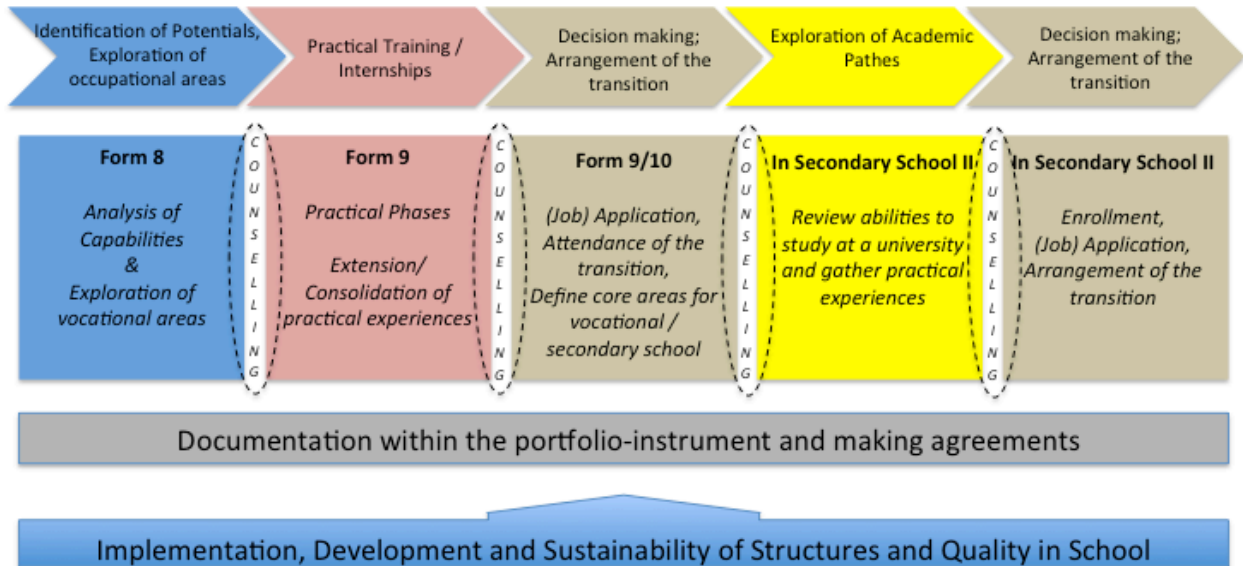 Identification of Potentials,
Exploration of
occupational areas
Practical Training /
Internships
Decision making;
Arrangement of the
transition
Exploration of Academic
Pathes
Decision making;
Arrangement of the
transition
Form 8
Analysis of
Capabilities
&
Exploration of
vocational areas
COUNSELLING
Form 9
Practical Phases
Extension/
Consolidation of
practical experiences
COUNSELLING
Form 9/10
(Job) Application,
Attendance of the
transition,
Define core areas for
vocational /
secondary school
COUNSELLING
In Secondary School II
Review abilities to
study at a university
and gather practical
experiences
COUNSELLING
In Secondary School II
Enrollment,
(Job) Application,
Arrangement of the
transition
Documentation within the portfolio-instrument and making agreements
Implementation, Development and Sustainability of Structures and Quality in School